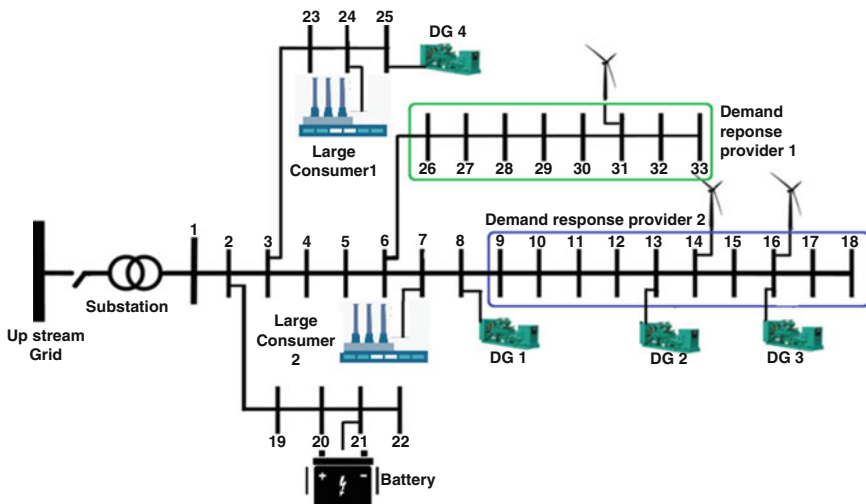 23 24 25
DG 4
Large
Consumer1
Demand
reponse
provider 1
26 27 28 29 30 31 32 33
Demand response provider 2
1 2 3 4 5 6 7 8 9 10 11 12 13 14 15 16 17 18
Substation
Up stream
Grid
Large
Consumer
2
DG 1
DG 2
DG 3
19 20 21 22
+ −
Battery